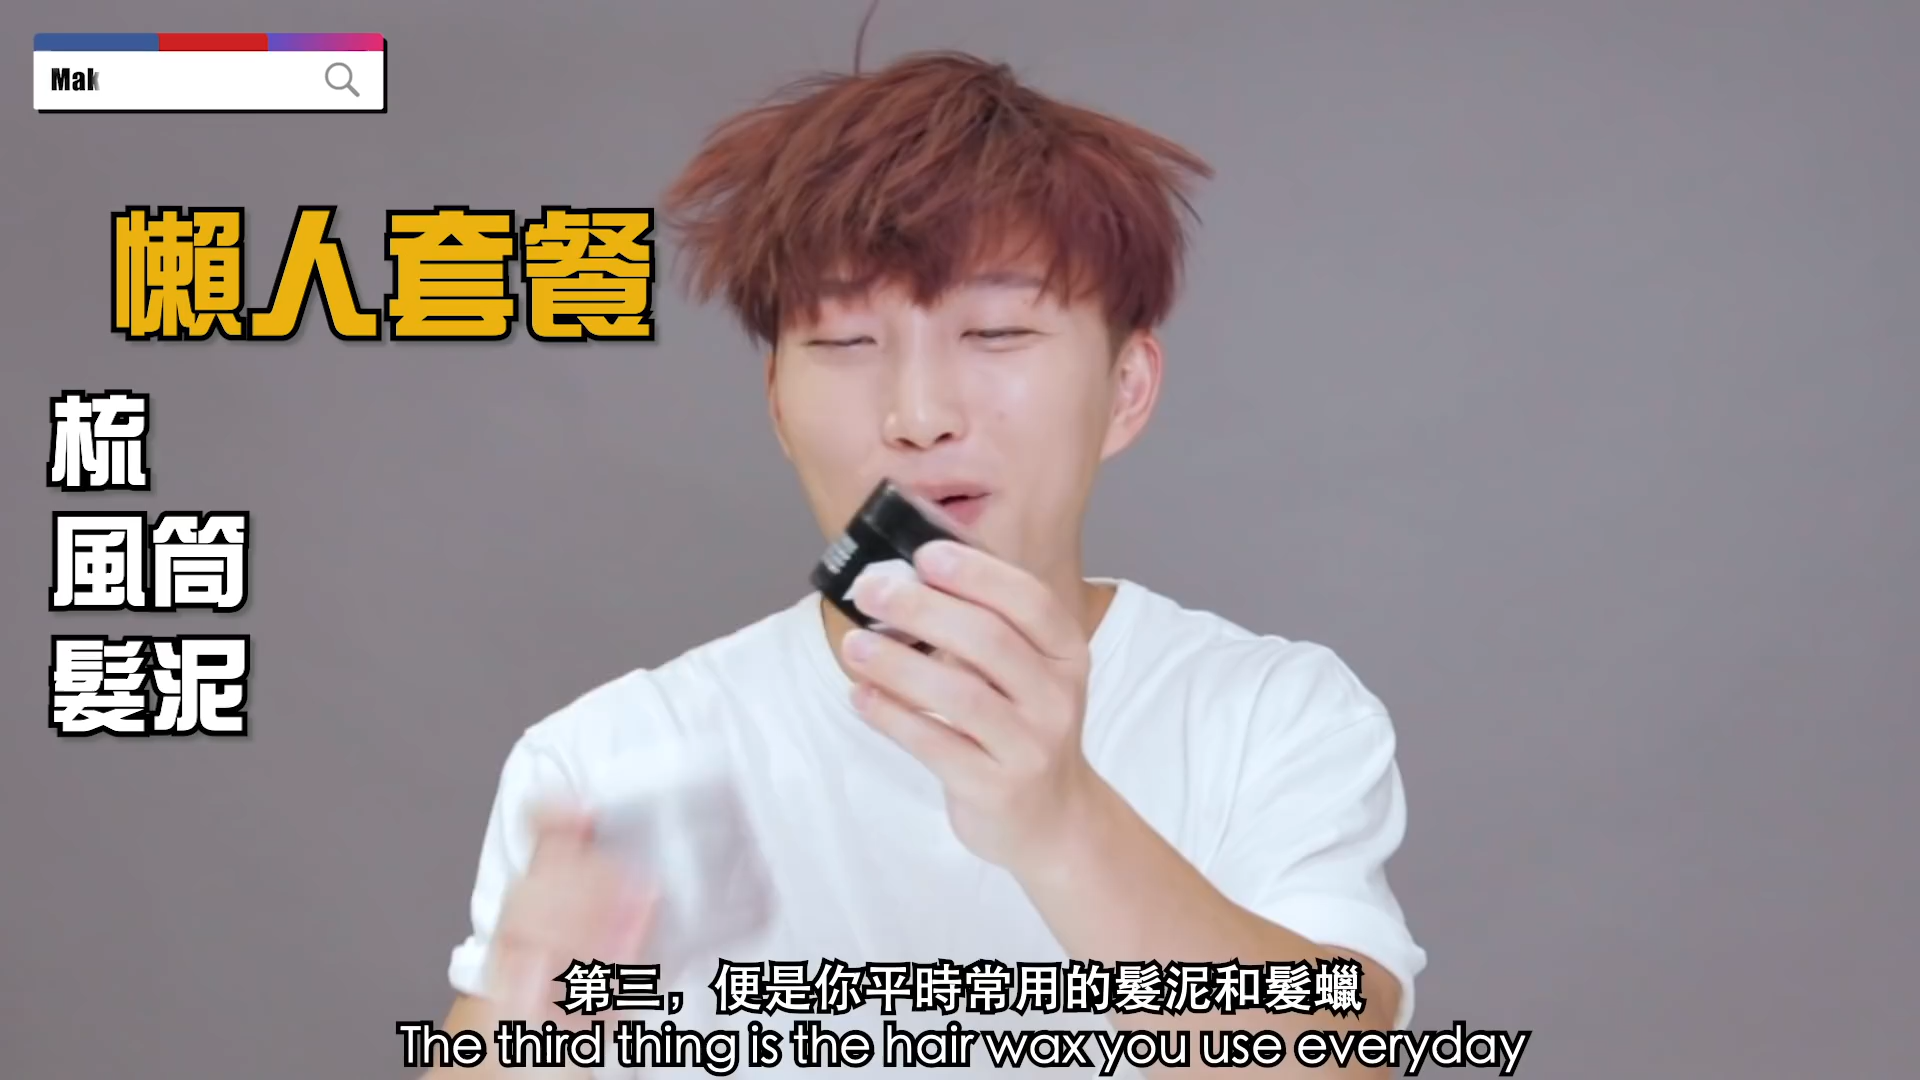 Mak
懶人套餐
梳
風筒
髮泥
第三，便是你平時常用的髮泥和髮蠟
The third thing is the hair wax you use everyday